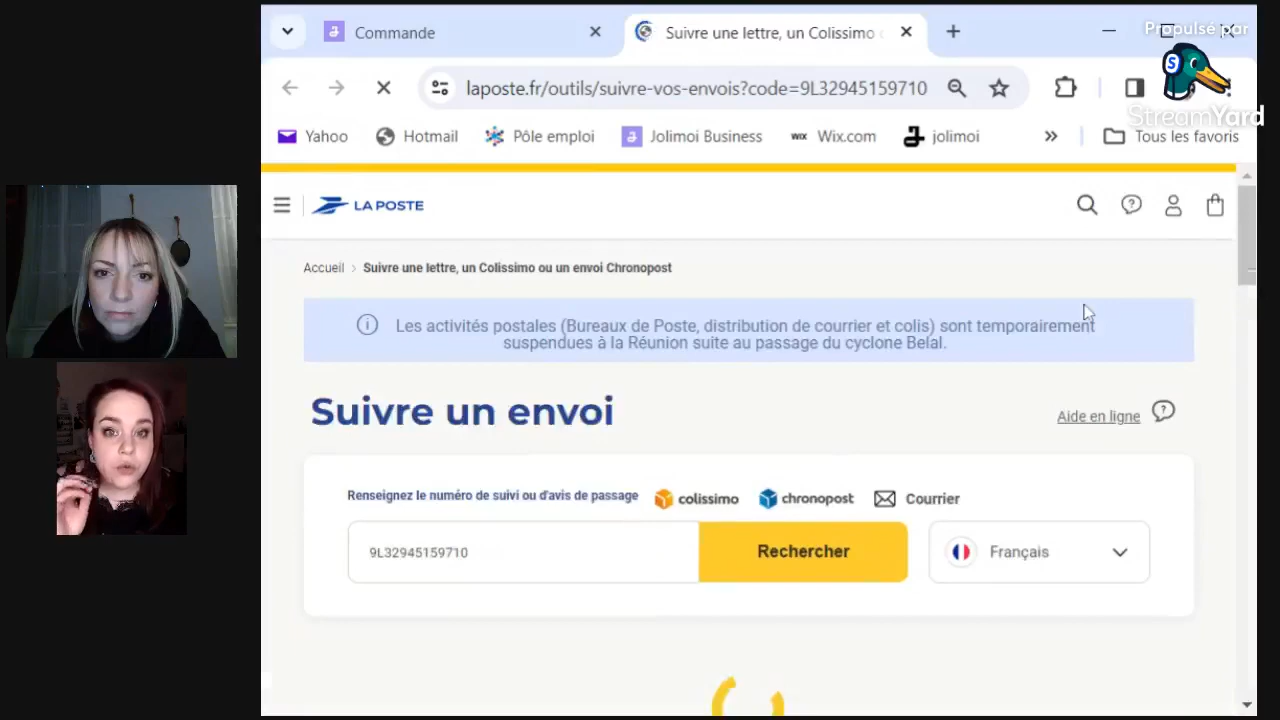 Commande
Suivre une lettre, un Colissimo
Propulsé par
StreamYard
laposte.fr/outils/suivre-vos-envois?code=9L32945159710
Yahoo
Hotmail
Pôle emploi
Jolimoi Business
WIX
Wix.com
jolimoi
Tous les favoris
LA POSTE
Accueil > Suivre une lettre, un Colissimo ou un envoi Chronopost
Les activités postales (Bureaux de Poste, distribution de courrier et colis) sont temporairement
suspendues à la Réunion suite au passage du cyclone Belal.
Suivre un envoi
Aide en ligne
Renseignez le numéro de suivi ou d'avis de passage
colissimo
chronopost
Courrier
9L32945159710
Rechercher
Français